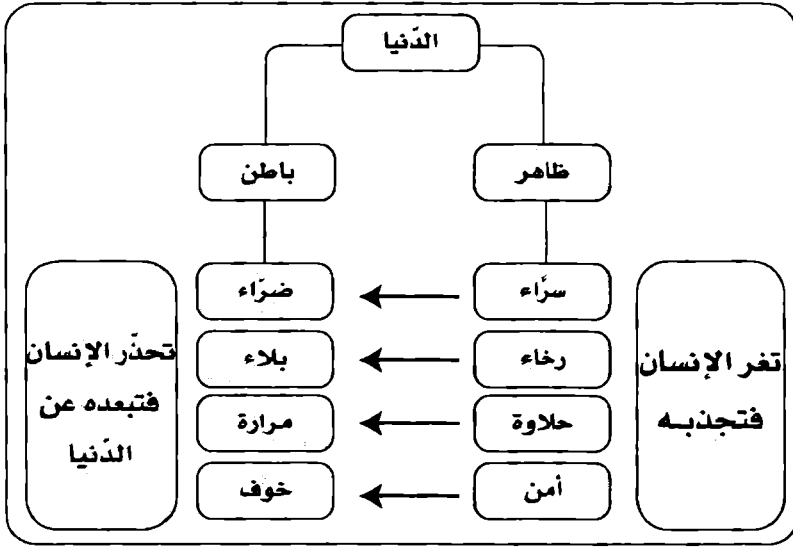 الدّنيا
ظاهر
باطن
سرَّاء
ضرّاء
رخاء
بلاء
حلاوة
مرارة
أمن
خوف
تغر الإنسان
فتجذبه
تحذّر الإنسان
فتبعده عن
الدّنيا